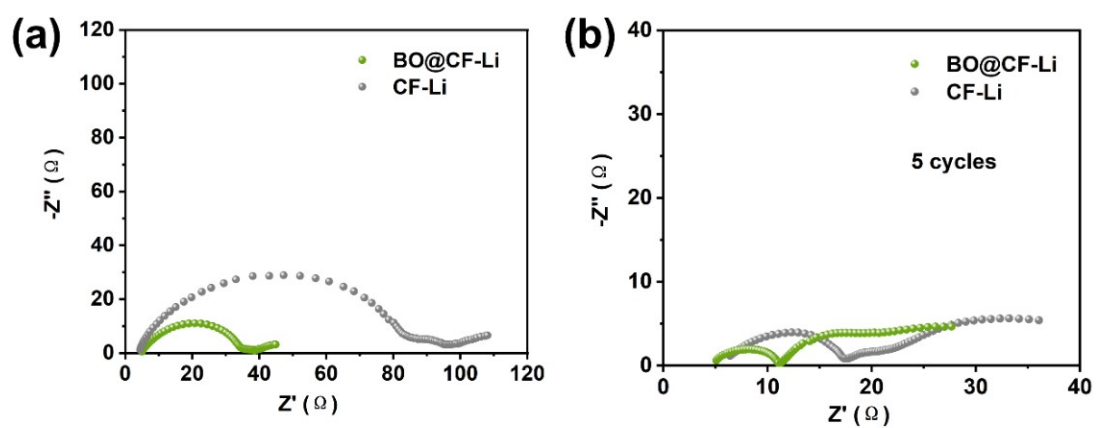 (a)
120
100
80
60
40
20
0
-Z'' (Ω)
BO@CF-Li
CF-Li
0 20 40 60 80 100 120
Z' (Ω)
(b)
40
30
20
10
5
0
-Z'' (Ω)
BO@CF-Li
CF-Li
5 cycles
0 10 20 30 40
Z' (Ω)